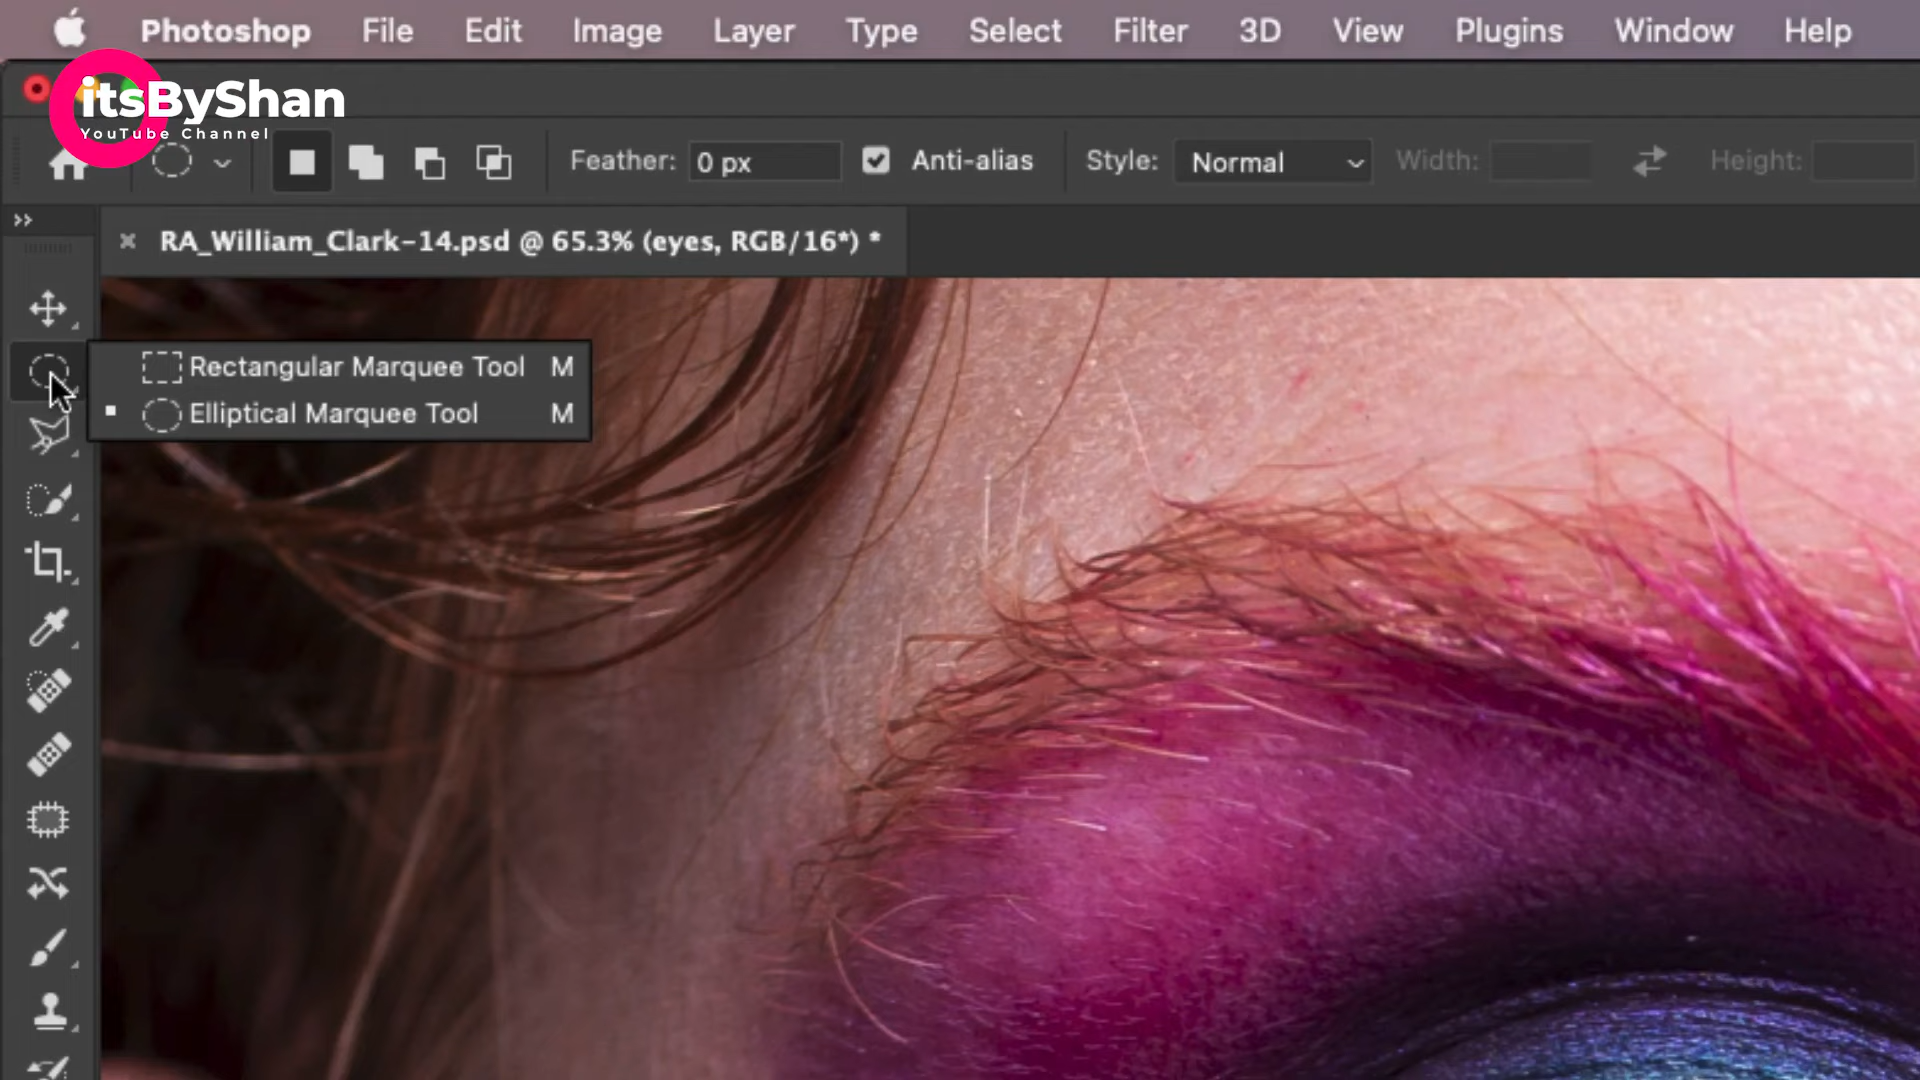 Photoshop File Edit Image Layer Type Select Filter 3D View Plugins Window Help
itsByShan
YouTube Channel
Feather: 0 px Anti-alias Style: Normal Width: Height:
RA_William_Clark-14.psd @ 65.3% (eyes, RGB/16*) *
Rectangular Marquee Tool M
Elliptical Marquee Tool M